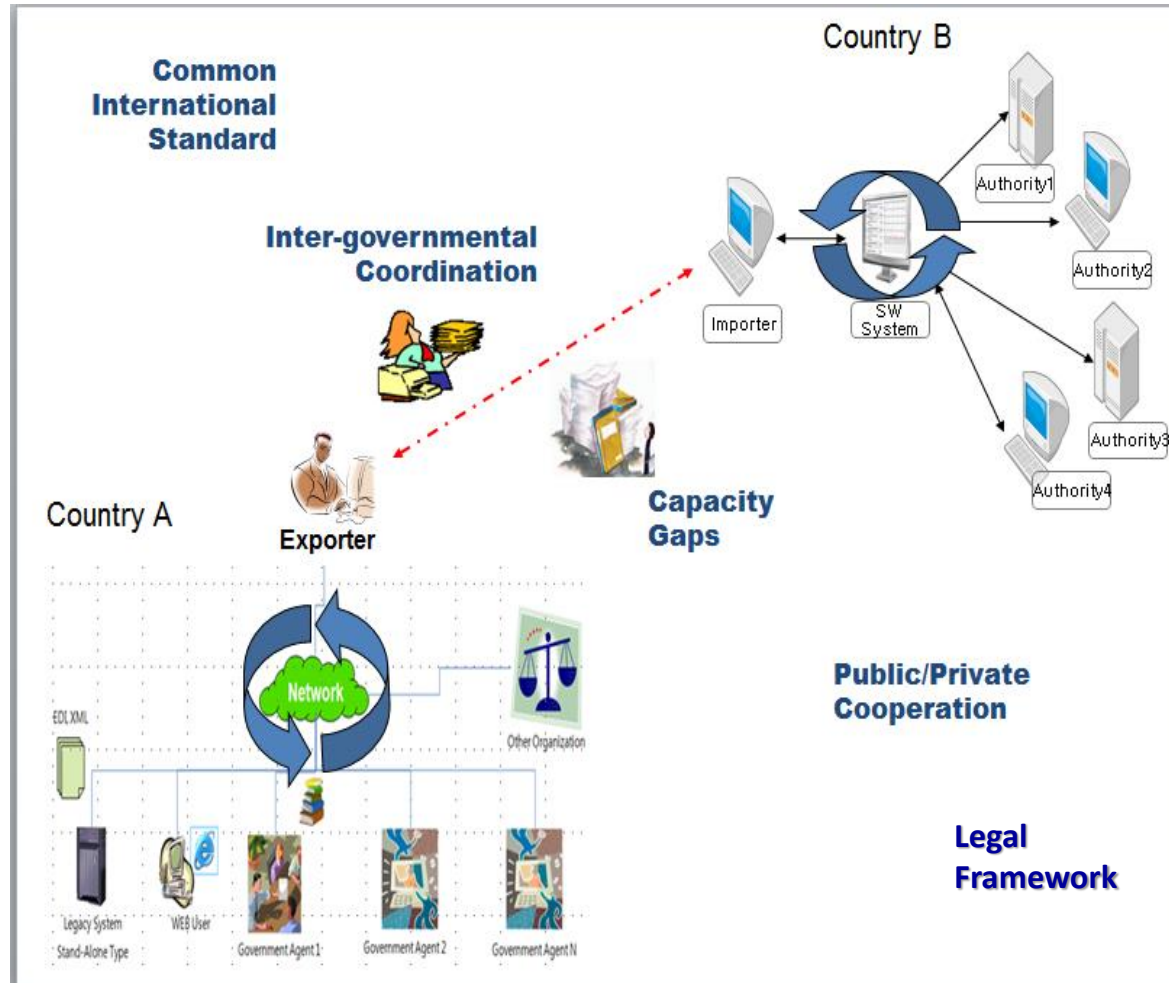 Country B
Common
International
Standard
Authority1
Inter-governmental
Coordination
Authority2
Importer
SW
System
Authority3
Authority4
Capacity
Gaps
Country A
Exporter
Network
EDI, XML
Other Organization
Public/Private
Cooperation
Legacy System
Stand-Alone Type
WEB User
Government Agent 1
Government Agent 2
Government Agent N
Legal
Framework